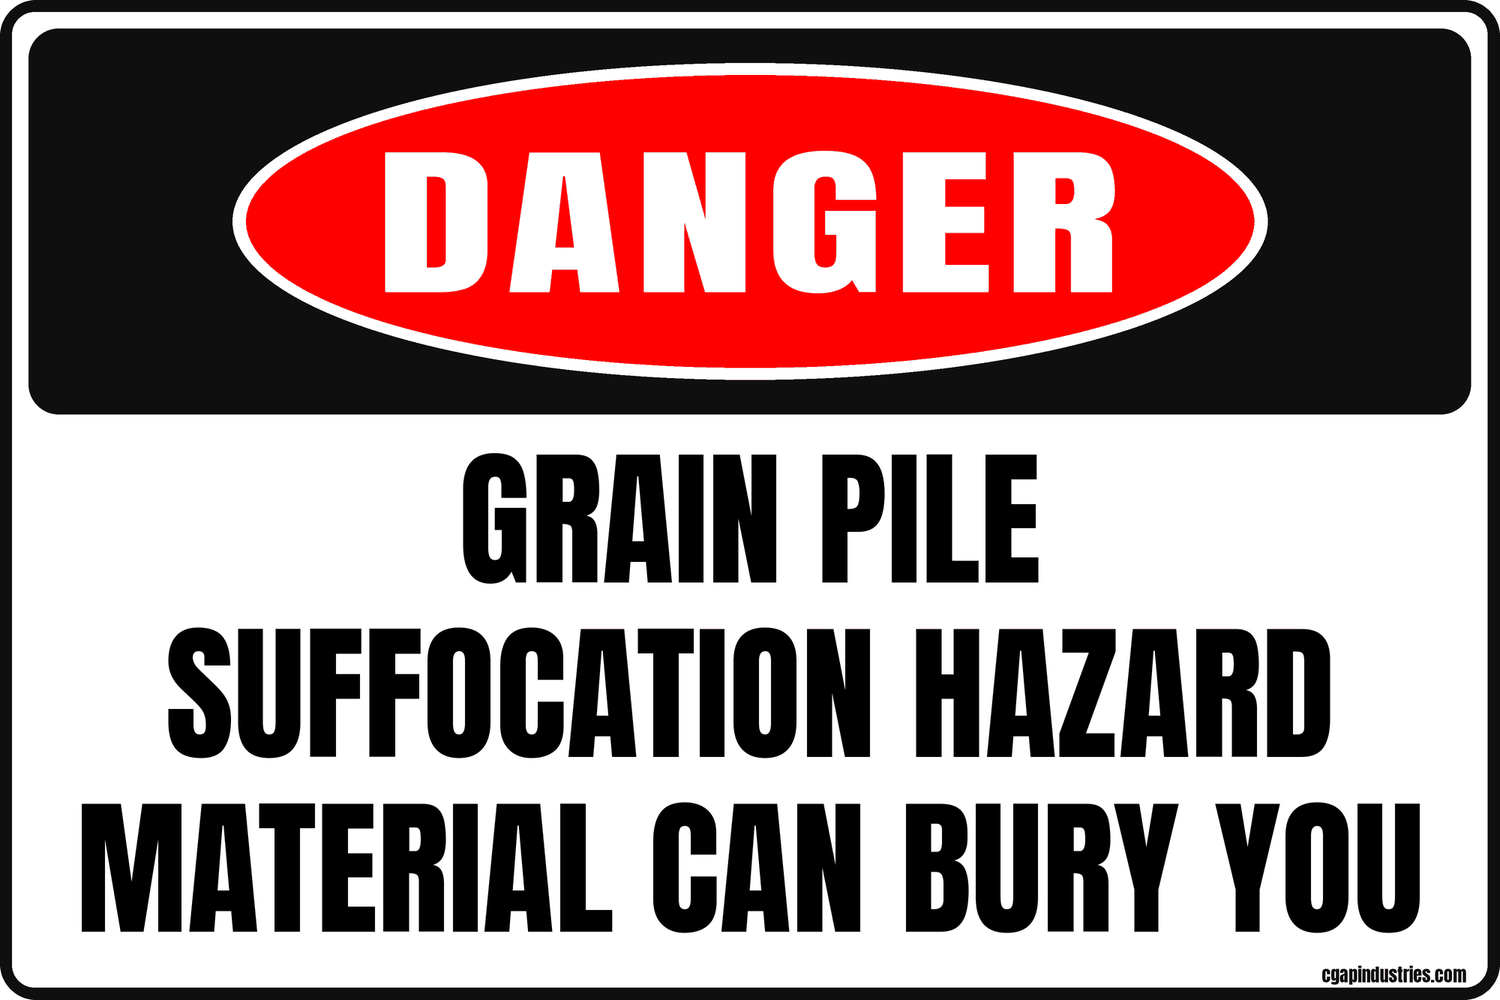 DANGER
GRAIN PILE
SUFFOCATION HAZARD
MATERIAL CAN BURY YOU
cgapindustries.com